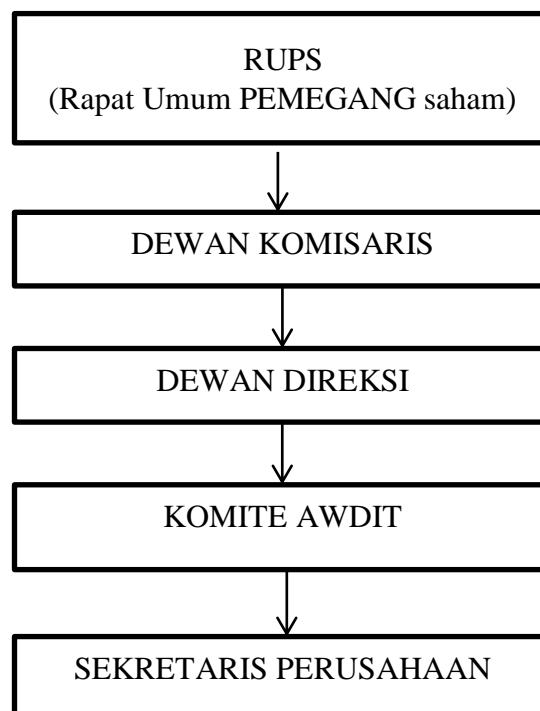 RUPS
(Rapat Umum PEMEGANG saham)
DEWAN KOMISARIS
DEWAN DIREKSI
KOMITE AWDIT
SEKRETARIS PERUSAHAAN